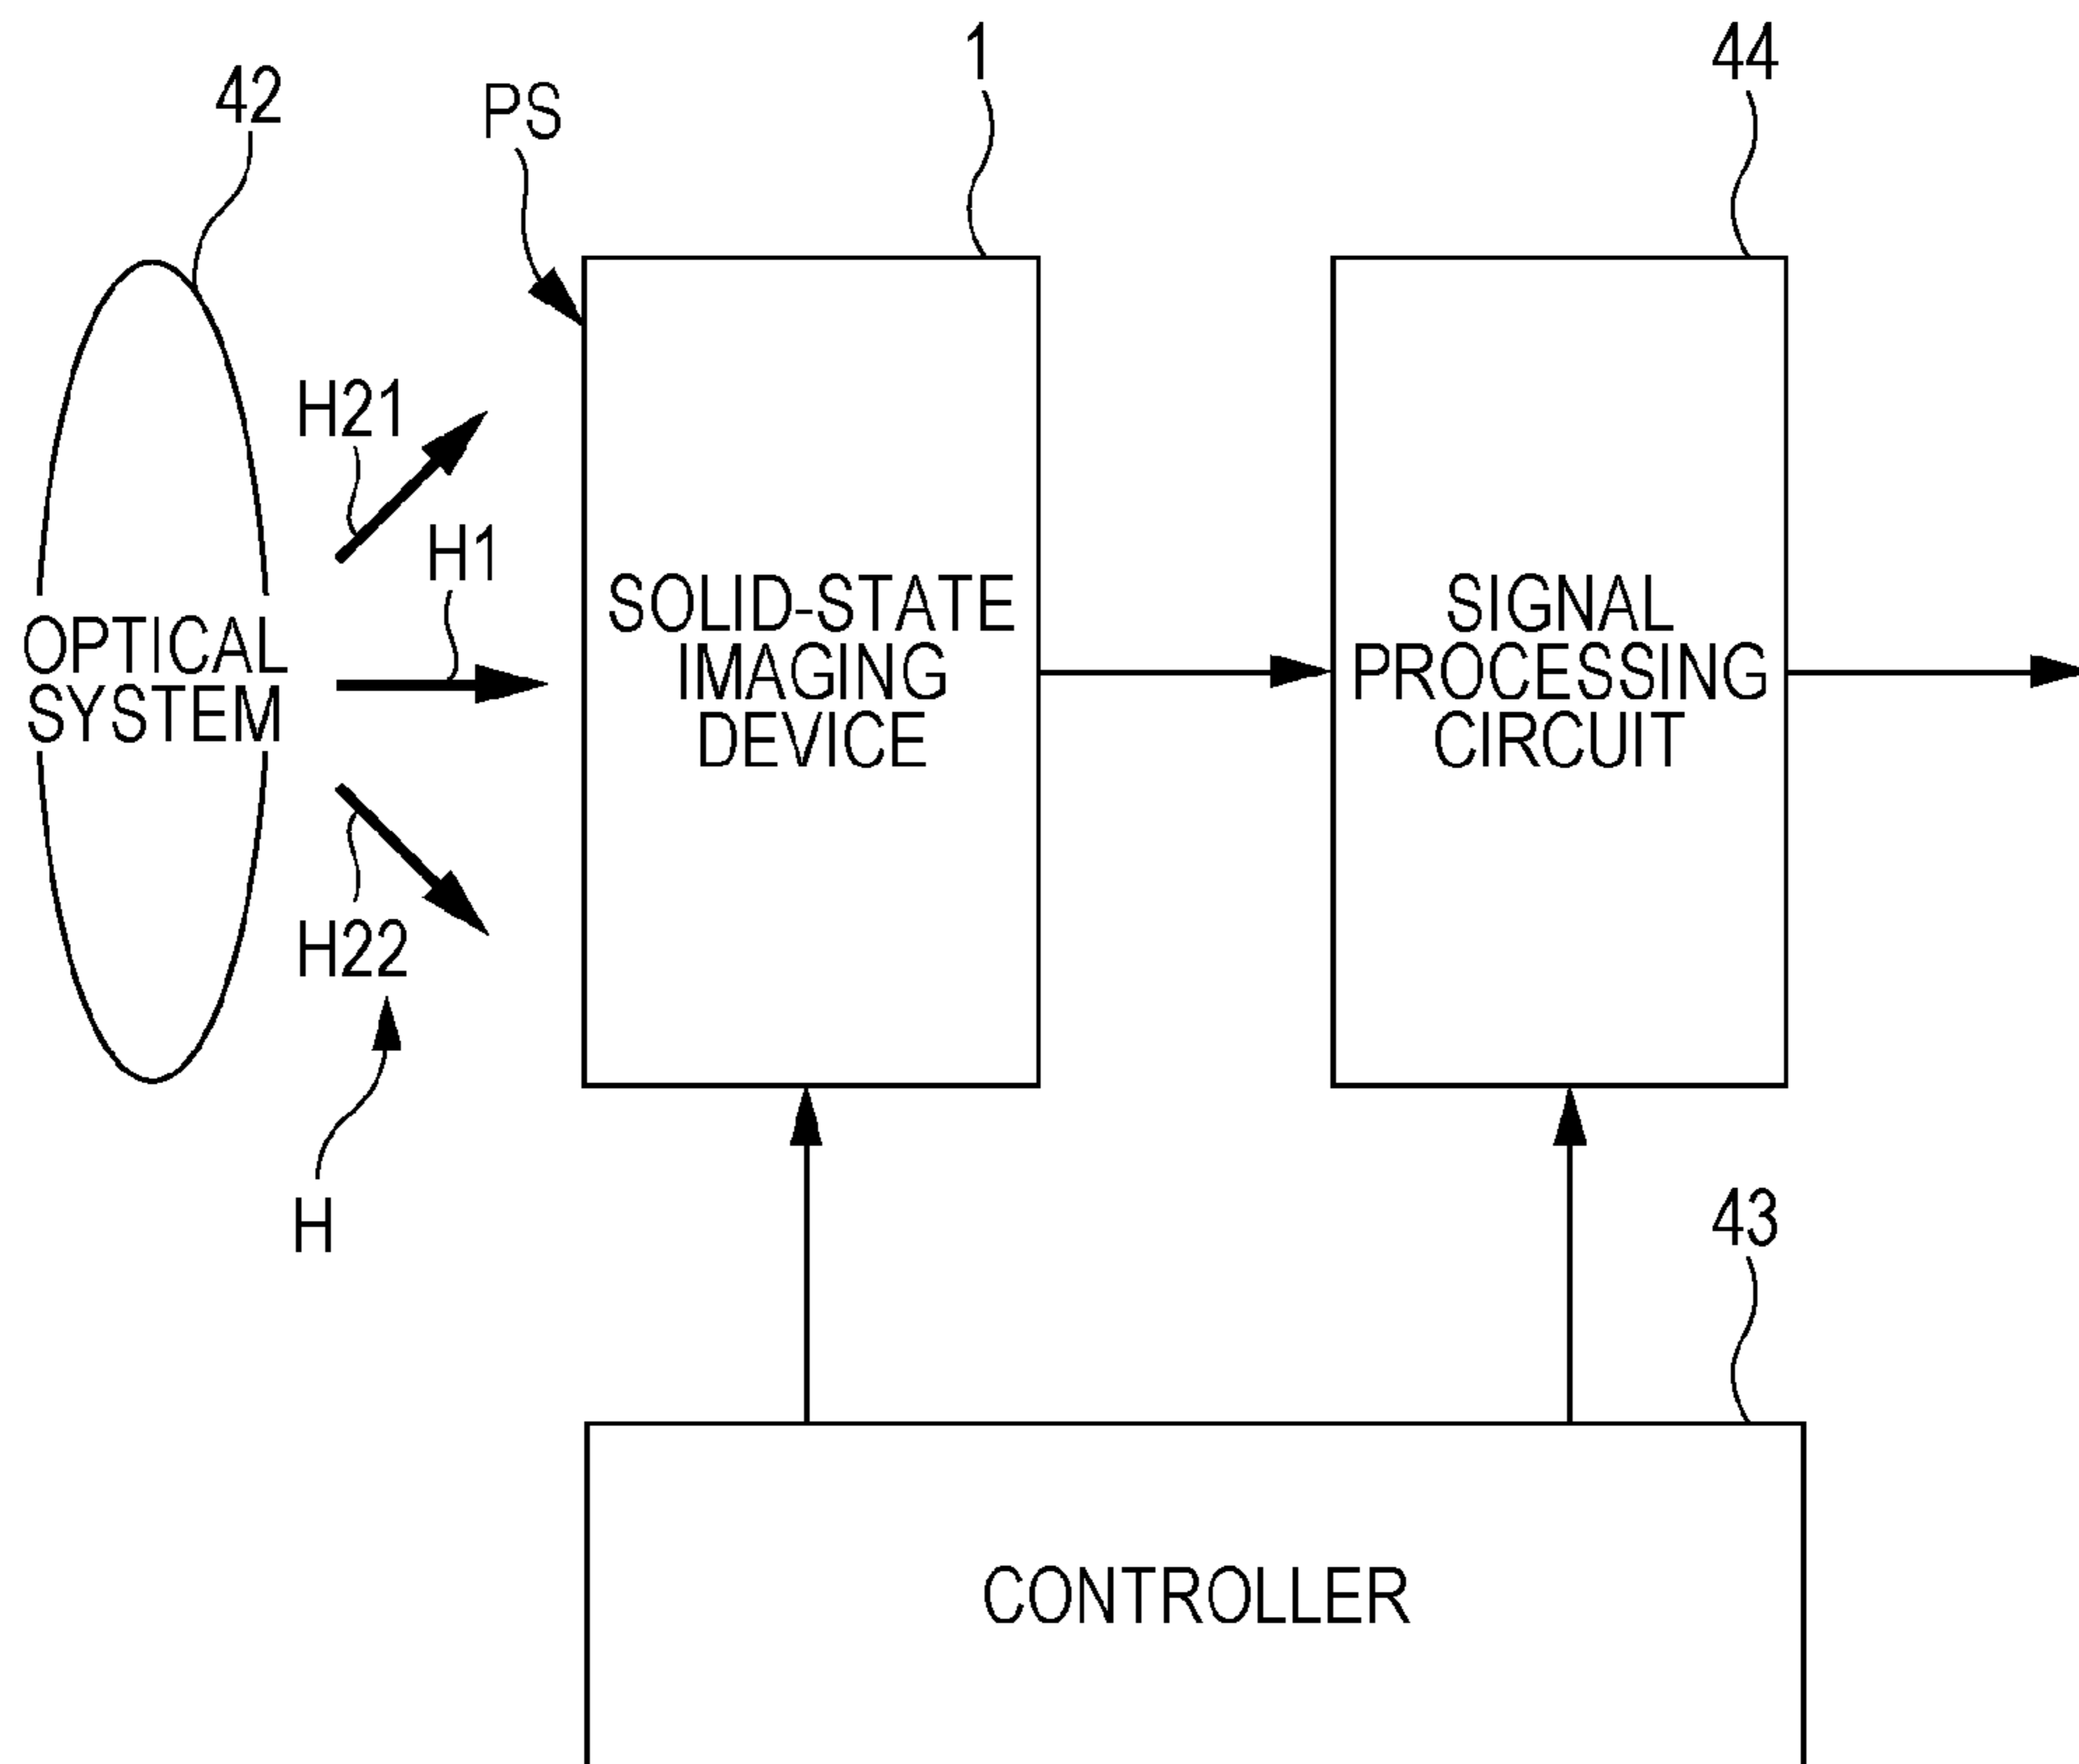 1
44
42
PS
H21
H1
OPTICAL
SYSTEM
SOLID-STATE
IMAGING
DEVICE
SIGNAL
PROCESSING
CIRCUIT
H22
H
43
CONTROLLER